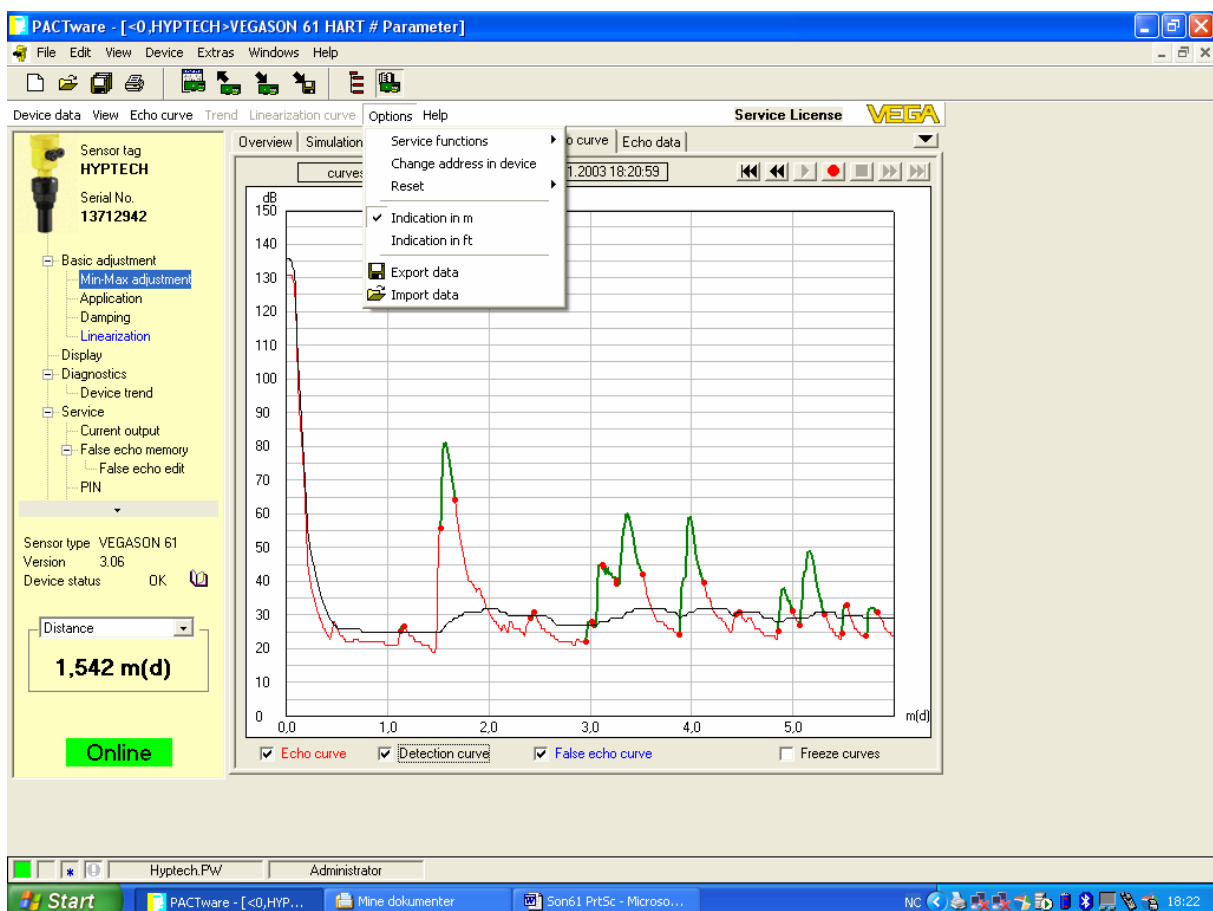 PACTware - [<0,HYPTECH>VEGASON 61 HART # Parameter]
File Edit View Device Extras Windows Help
Device data View Echo curve Trend Linearization curve Options Help Service License VEGA
Sensor tag
HYPTECH
Serial No.
13712942
Basic adjustment
Min-Max adjustment
Application
Damping
Linearization
Display
Diagnostics
Device trend
Service
Current output
False echo memory
False echo edit
PIN
Sensor type VEGASON 61
Version 3.06
Device status OK
Distance
1,542 m(d)
Online
Overview Simulation o curve Echo data
curves 1.2003 18:20:59
Service functions
Change address in device
Reset
Indication in m
Indication in ft
Export data
Import data
dB
150
140
130
120
110
100
90
80
70
60
50
40
30
20
10
0
0,0 1,0 2,0 3,0 4,0 5,0 m(d)
Echo curve Detection curve False echo curve Freeze curves
Hyptech.PW Administrator
Start PACTware - [<0,HYP... Mine dokumenter Son61 PrtSc - Microso... NC 18:22